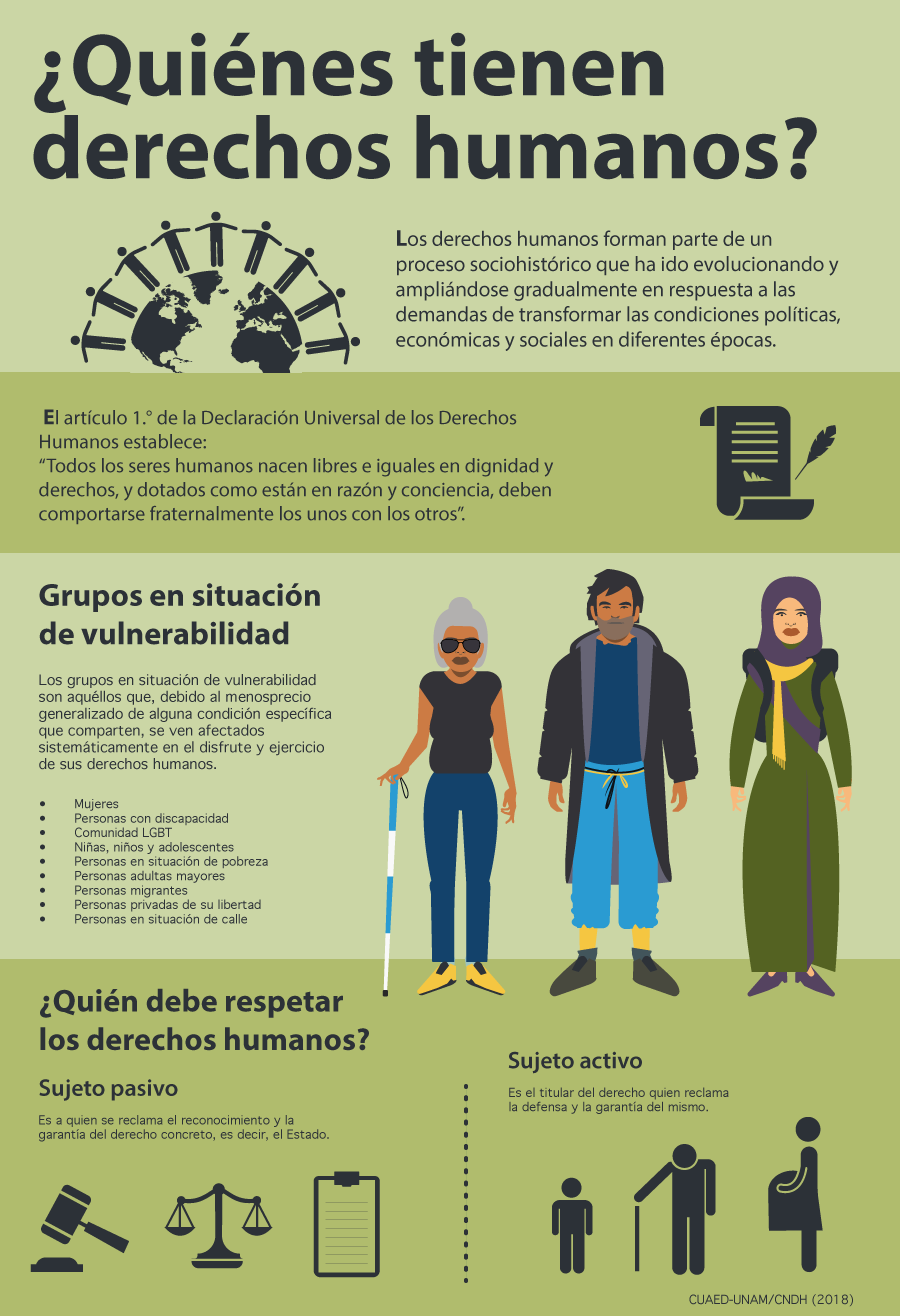 ¿Quiénes tienen
derechos humanos?
Los derechos humanos forman parte de un
proceso sociohistórico que ha ido evolucionando y
ampliándose gradualmente en respuesta a las
demandas de transformar las condiciones políticas,
económicas y sociales en diferentes épocas.
El artículo 1.° de la Declaración Universal de los Derechos
Humanos establece:
“Todos los seres humanos nacen libres e iguales en dignidad y
derechos, y dotados como están en razón y conciencia, deben
comportarse fraternalmente los unos con los otros”.
Grupos en situación
de vulnerabilidad
Los grupos en situación de vulnerabilidad
son aquéllos que, debido al menosprecio
generalizado de alguna condición específica
que comparten, se ven afectados
sistemáticamente en el disfrute y ejercicio
de sus derechos humanos.
• Mujeres
• Personas con discapacidad
• Comunidad LGBT
• Niñas, niños y adolescentes
• Personas en situación de pobreza
• Personas adultas mayores
• Personas migrantes
• Personas privadas de su libertad
• Personas en situación de calle
¿Quién debe respetar
los derechos humanos?
Sujeto pasivo
Es a quien se reclama el reconocimiento y la
garantía del derecho concreto, es decir, el Estado.
Sujeto activo
Es el titular del derecho quien reclama
la defensa y la garantía del mismo.
CUAED-UNAM/CNDH (2018)